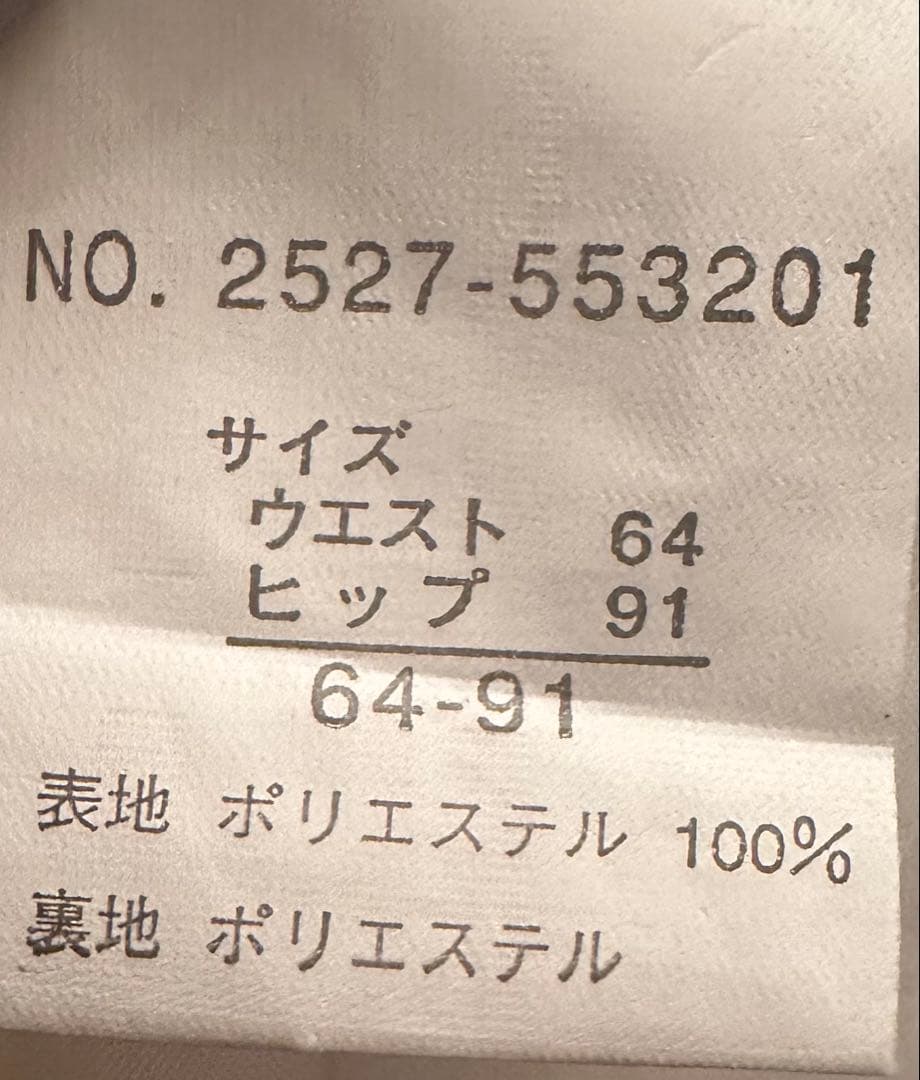 NO. 2527-553201
サイズ
ウエスト 64
ヒップ 91
64-91
表地 ポリエステル 100%
裏地 ポリエステル